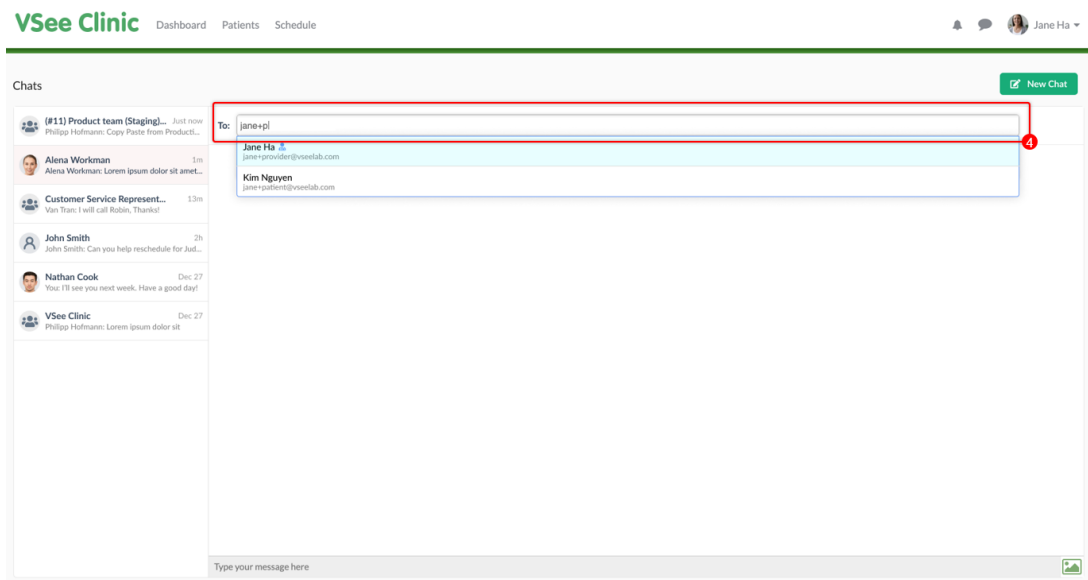 VSee Clinic Dashboard Patients Schedule Jane Ha
Chats
New Chat
(#11) Product team (Staging)... Just now
Philipp Hofmann: Copy Paste from Producti...
Alena Workman 1m
Alena Workman: Lorem ipsum dolor sit amet...
Customer Service Represent... 13m
Van Tran: I will call Robin, Thanks!
John Smith 2h
John Smith: Can you help reschedule for Jud...
Nathan Cook Dec 27
You: I'll see you next week. Have a good day!
VSee Clinic Dec 27
Philipp Hofmann: Lorem ipsum dolor sit
To: jane+p
4
Jane Ha
jane+provider@vseelab.com
Kim Nguyen
jane+patient@vseelab.com
Type your message here